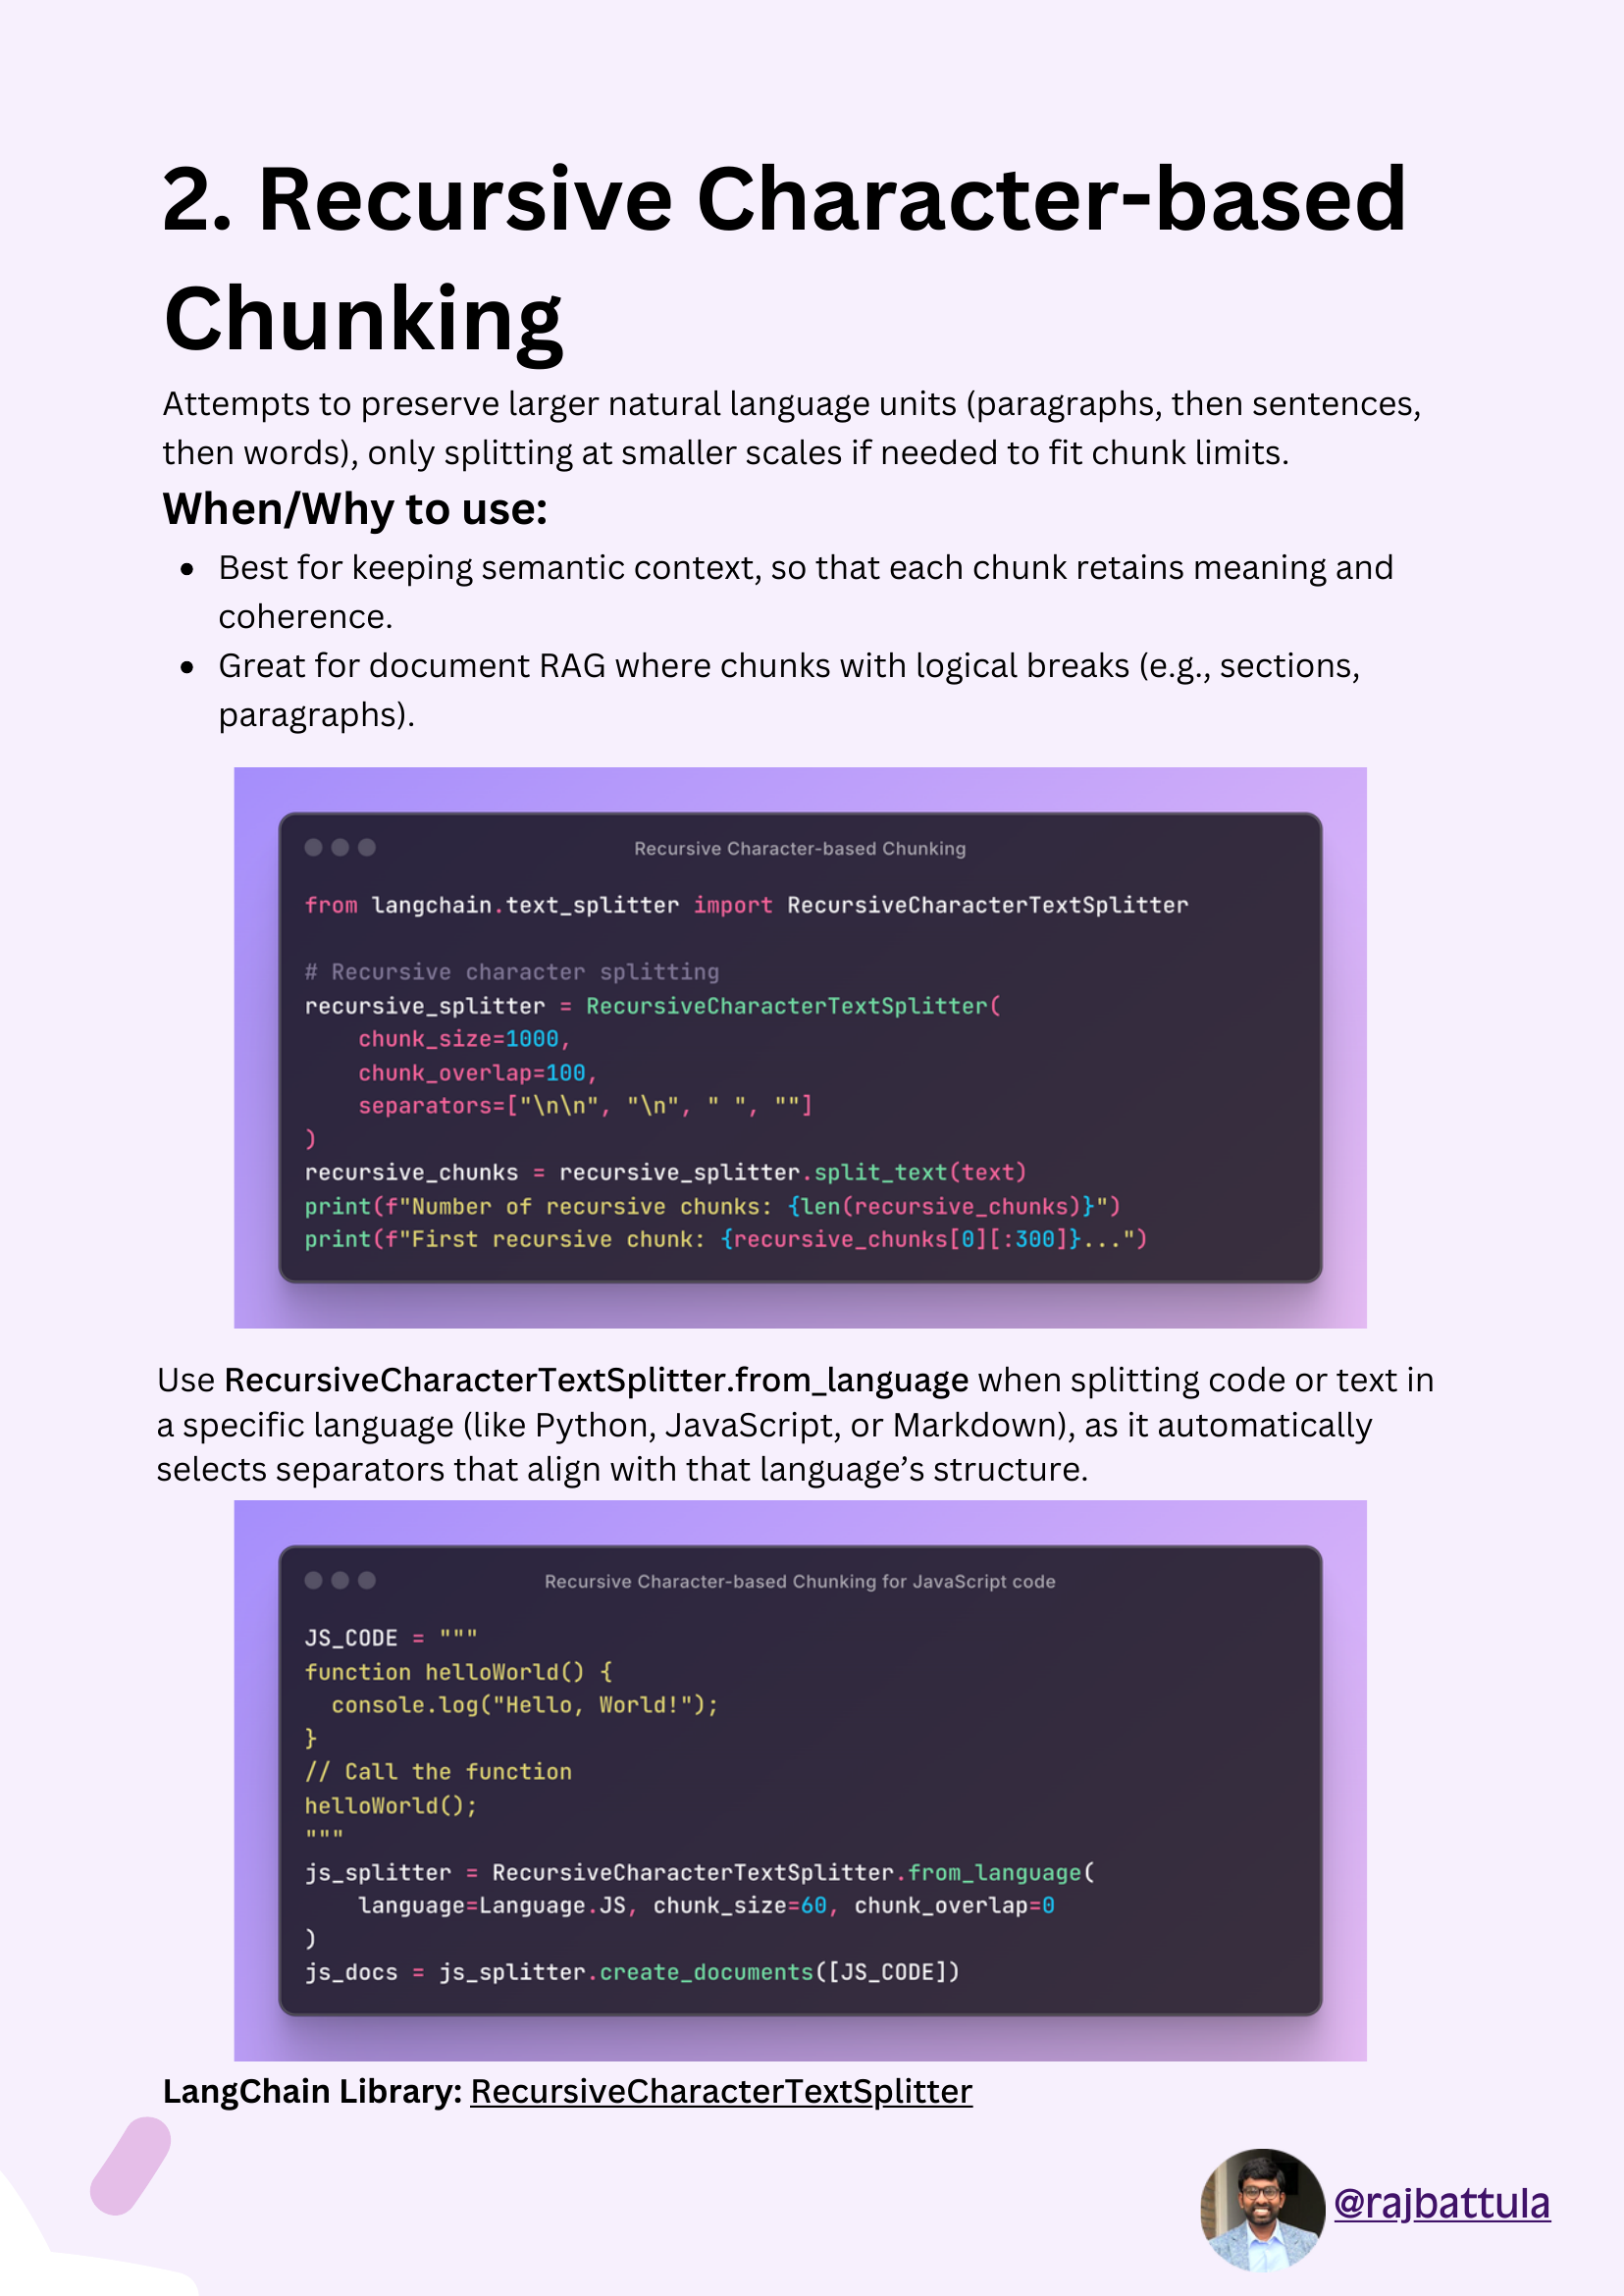 2. Recursive Character-based
Chunking
Attempts to preserve larger natural language units (paragraphs, then sentences,
then words), only splitting at smaller scales if needed to fit chunk limits.
When/Why to use:
• Best for keeping semantic context, so that each chunk retains meaning and
coherence.
• Great for document RAG where chunks with logical breaks (e.g., sections,
paragraphs).
Recursive Character-based Chunking
from langchain.text_splitter import RecursiveCharacterTextSplitter
# Recursive character splitting
recursive_splitter = RecursiveCharacterTextSplitter(
    chunk_size=1000,
    chunk_overlap=100,
    separators=["\n\n", "\n", " ", ""]
)
recursive_chunks = recursive_splitter.split_text(text)
print(f"Number of recursive chunks: {len(recursive_chunks)}")
print(f"First recursive chunk: {recursive_chunks[0][:300]}...")
Use RecursiveCharacterTextSplitter.from_language when splitting code or text in
a specific language (like Python, JavaScript, or Markdown), as it automatically
selects separators that align with that language’s structure.
Recursive Character-based Chunking for JavaScript code
JS_CODE = """
function helloWorld() {
  console.log("Hello, World!");
}
// Call the function
helloWorld();
"""
js_splitter = RecursiveCharacterTextSplitter.from_language(
    language=Language.JS, chunk_size=60, chunk_overlap=0
)
js_docs = js_splitter.create_documents([JS_CODE])
LangChain Library: RecursiveCharacterTextSplitter
@rajbattula